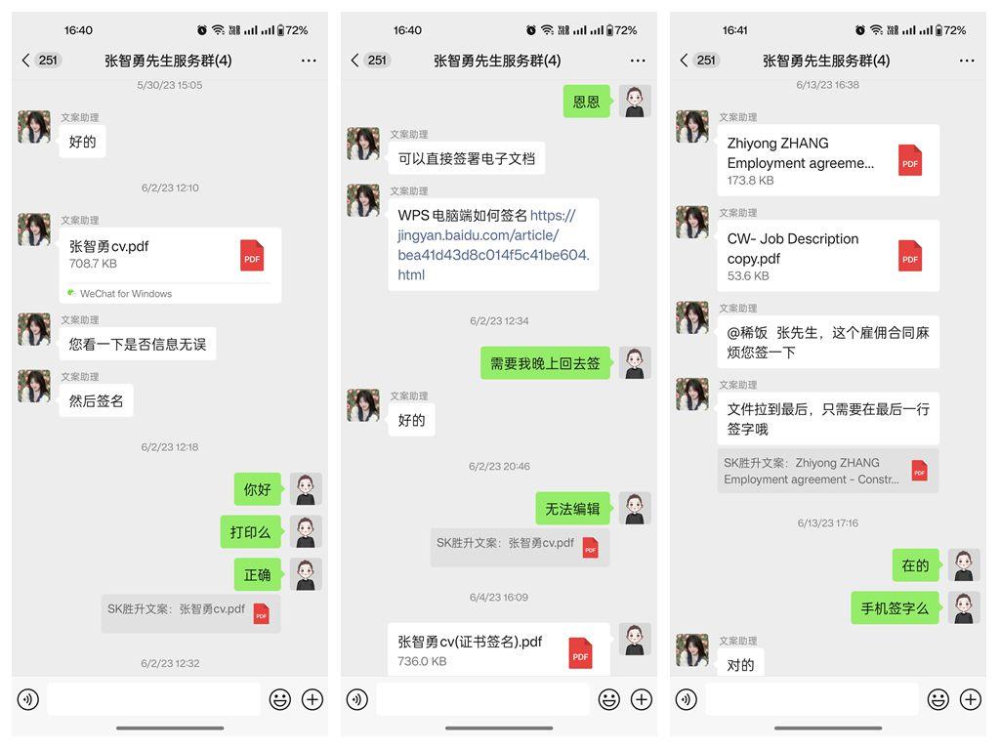 16:40
72%
251
张智勇先生服务群(4)
5/30/23 15:05
文案助理
好的
6/2/23 12:10
文案助理
张智勇cv.pdf
708.7 KB
PDF
WeChat for Windows
文案助理
您看一下是否信息无误
文案助理
然后签名
6/2/23 12:18
你好
打印么
正确
SK胜升文案：张智勇cv.pdf
PDF
6/2/23 12:32
16:40
72%
251
张智勇先生服务群(4)
恩恩
文案助理
可以直接签署电子文档
文案助理
WPS电脑端如何签名https://
jingyan.baidu.com/article/
bea41d43d8c014f5c41be604.
html
6/2/23 12:34
需要我晚上回去签
文案助理
好的
6/2/23 20:46
无法编辑
SK胜升文案：张智勇cv.pdf
PDF
6/4/23 16:09
张智勇cv(证书签名).pdf
736.0 KB
PDF
16:41
72%
251
张智勇先生服务群(4)
6/13/23 16:38
文案助理
Zhiyong ZHANG
Employment agreeme...
173.8 KB
PDF
文案助理
CW- Job Description
copy.pdf
53.6 KB
PDF
文案助理
@稀饭 张先生，这个雇佣合同麻
烦您签一下
文案助理
文件拉到最后，只需要在最后一行
签字哦
SK胜升文案：Zhiyong ZHANG
Employment agreement - Constr...
PDF
6/13/23 17:16
在的
手机签字么
文案助理
对的